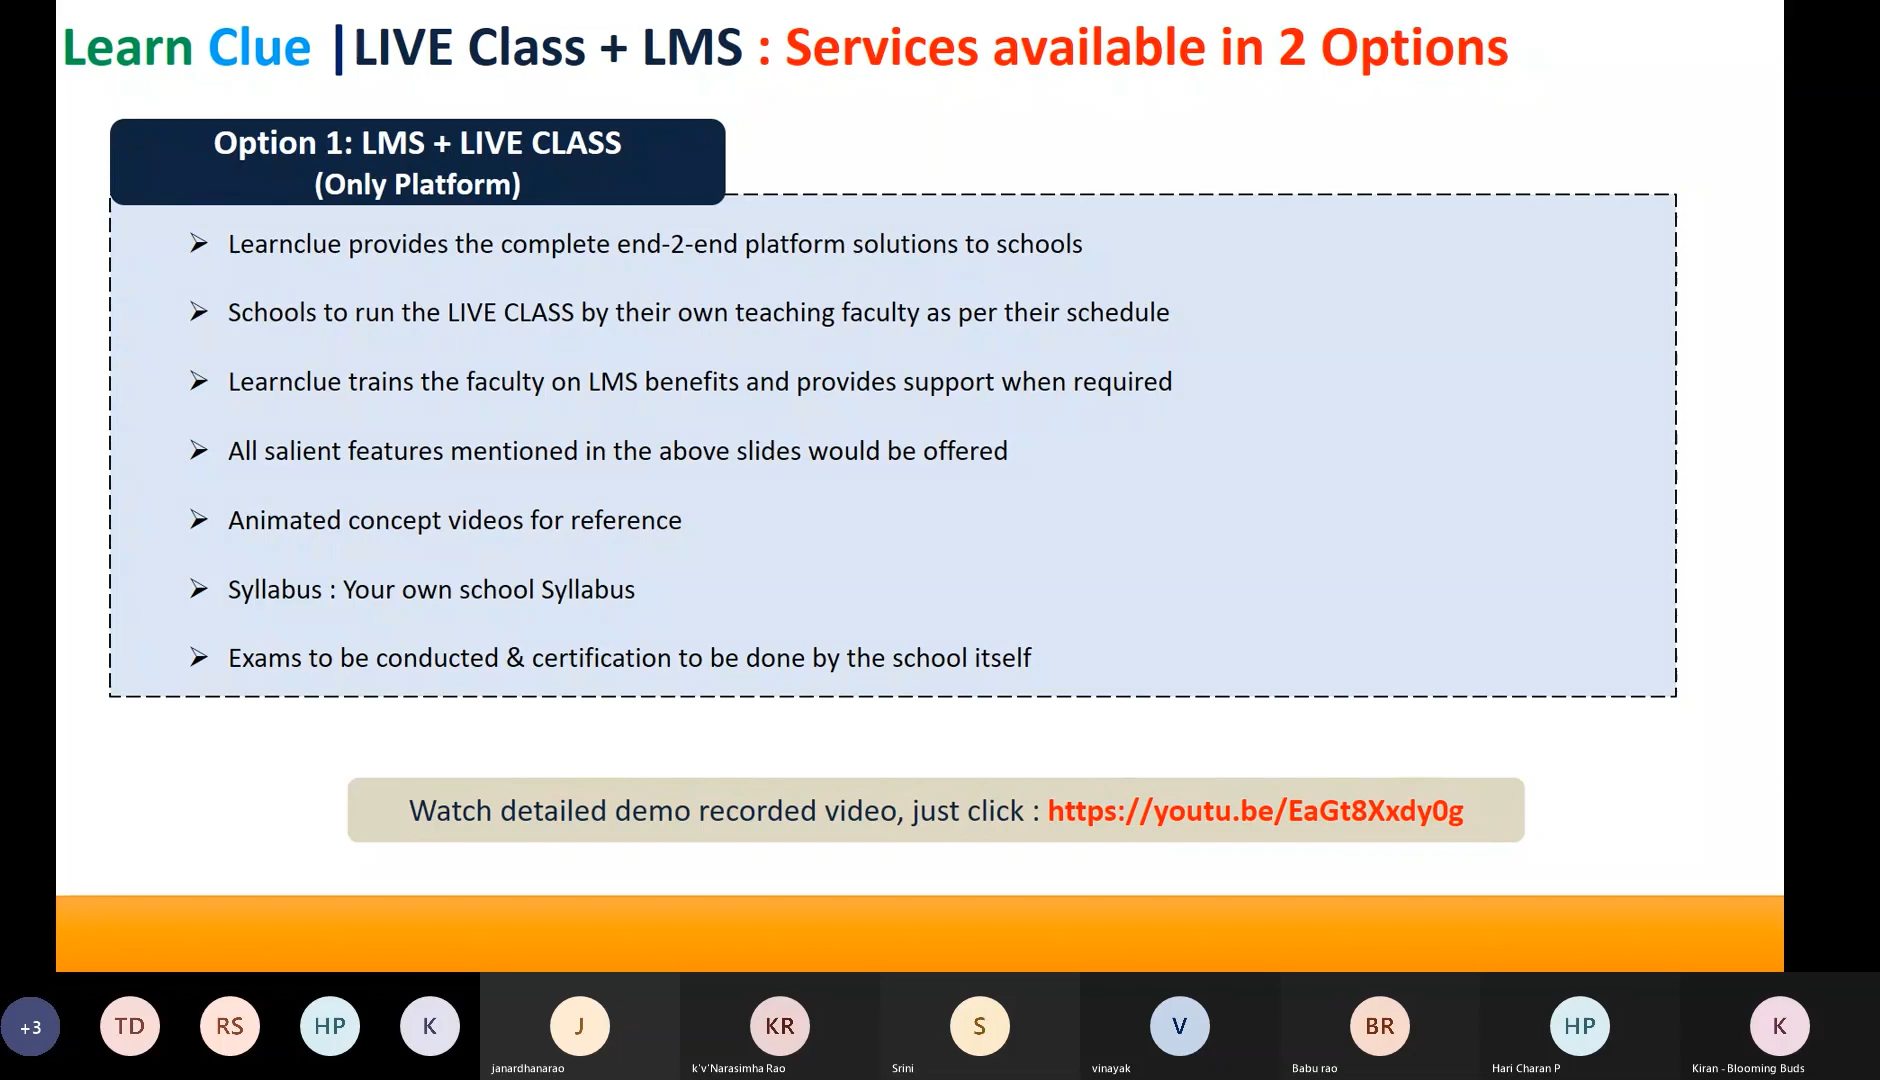 Learn Clue |LIVE Class + LMS : Services available in 2 Options
Option 1: LMS + LIVE CLASS
(Only Platform)
Learnclue provides the complete end-2-end platform solutions to schools
Schools to run the LIVE CLASS by their own teaching faculty as per their schedule
Learnclue trains the faculty on LMS benefits and provides support when required
All salient features mentioned in the above slides would be offered
Animated concept videos for reference
Syllabus : Your own school Syllabus
Exams to be conducted & certification to be done by the school itself
Watch detailed demo recorded video, just click : https://youtu.be/EaGt8Xxdy0g
+3 TD RS HP K J KR S V BR HP K
janardhanarao k'v'Narasimha Rao Srini vinayak Babu rao Hari Charan P Kiran - Blooming Buds